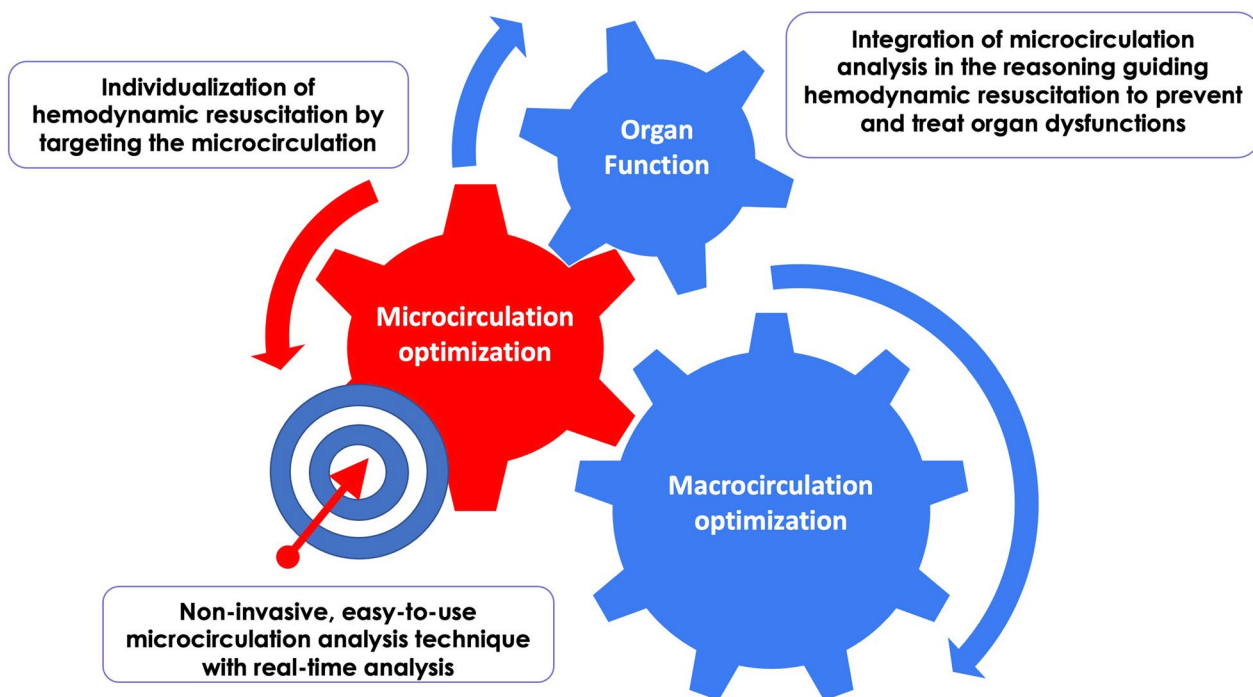 Individualization of
hemodynamic resuscitation by
targeting the microcirculation
Organ
Function
Integration of microcirculation
analysis in the reasoning guiding
hemodynamic resuscitation to prevent
and treat organ dysfunctions
Microcirculation
optimization
Macrocirculation
optimization
Non-invasive, easy-to-use
microcirculation analysis technique
with real-time analysis